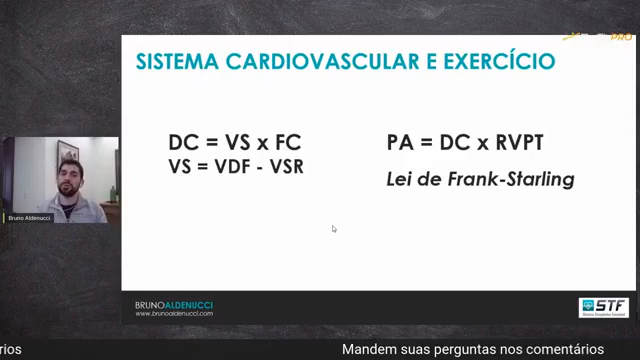 PRO
SISTEMA CARDIOVASCULAR E EXERCÍCIO
DC = VS x FC
VS = VDF - VSR
PA = DC x RVPT
Lei de Frank-Starling
Bruno Aldenucci
BRUNOALDENUCCI
www.brunoaldenucci.com
STF
rios
Mandem suas perguntas nos comentários